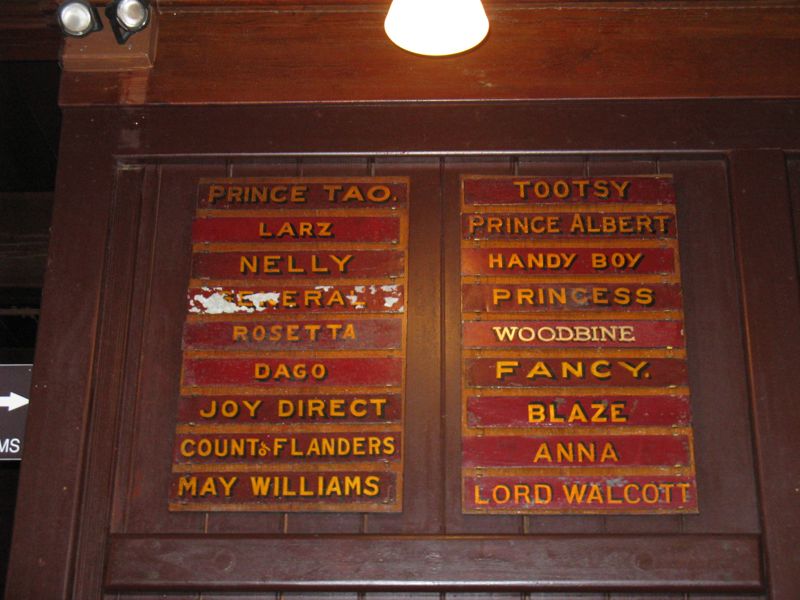 PRINCE TAO.
LARZ
NELLY
GENERAL
ROSETTA
DAGO
JOY DIRECT
COUNT OF FLANDERS
MAY WILLIAMS
TOOTSY
PRINCE ALBERT
HANDY BOY
PRINCESS
WOODBINE
FANCY.
BLAZE
ANNA
LORD WALCOTT